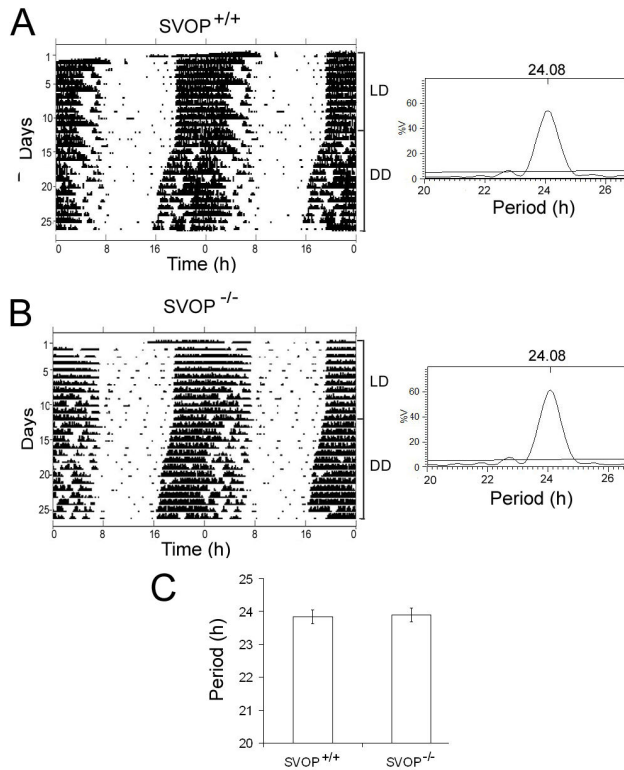 A
SVOP +/+
1
5
10
15
20
25
– Days
LD
DD
0 8 16 0 8 16 0
Time (h)
24.08
%V
60
40
20
0
20 22 24 26
Period (h)
B
SVOP -/-
1
5
10
15
20
25
Days
LD
DD
0 8 16 0 8 16 0
Time (h)
24.08
%V
80
60
40
20
0
20 22 24 26
Period (h)
C
Period (h)
25
24
23
22
21
20
SVOP+/+ SVOP-/-